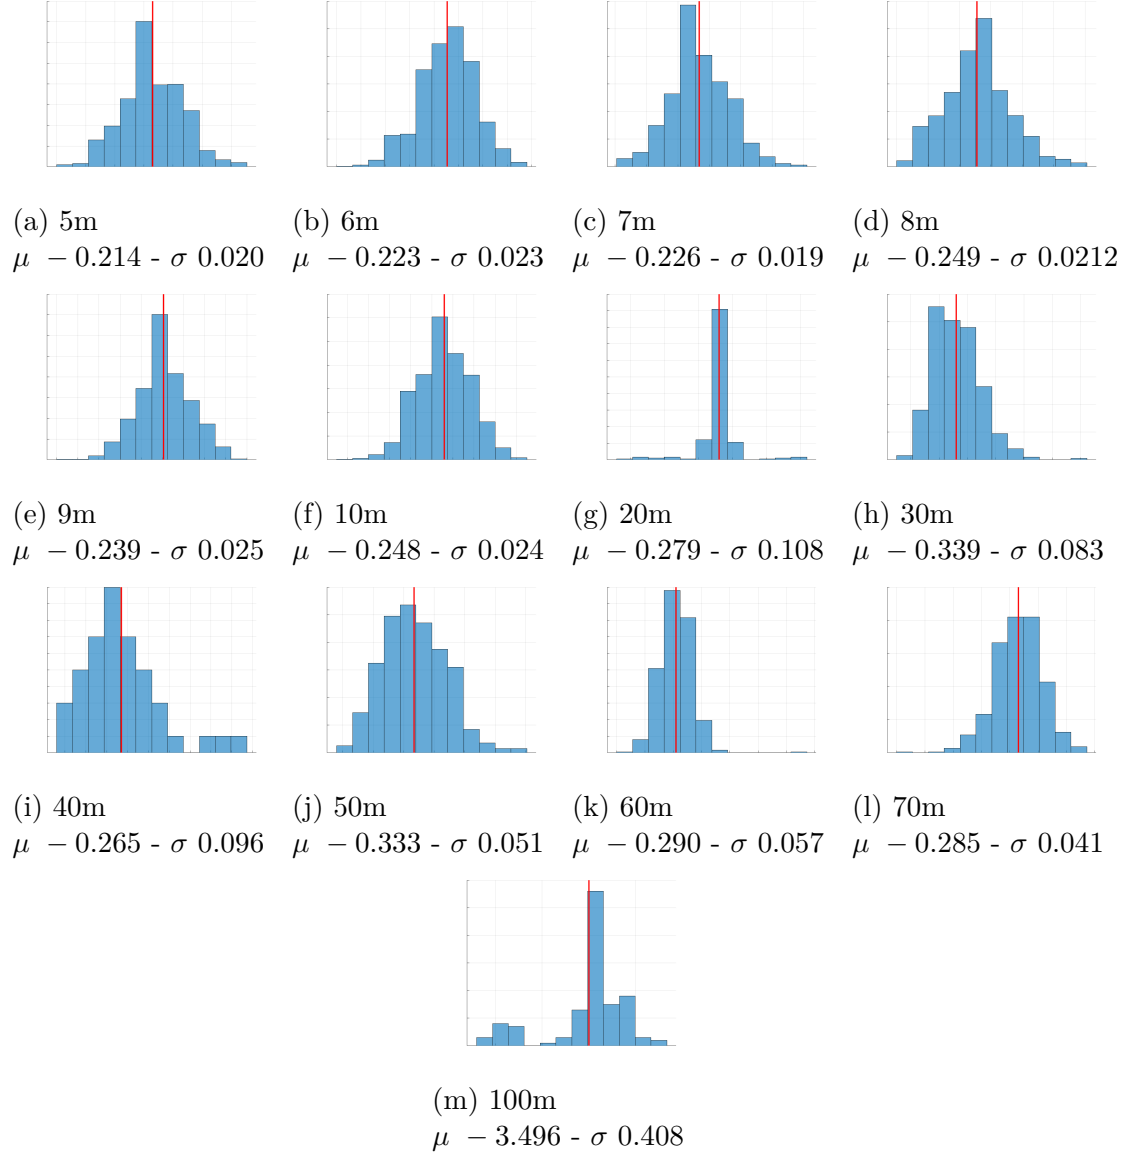 (a) 5m
μ − 0.214 - σ 0.020
(b) 6m
μ − 0.223 - σ 0.023
(c) 7m
μ − 0.226 - σ 0.019
(d) 8m
μ − 0.249 - σ 0.0212
(e) 9m
μ − 0.239 - σ 0.025
(f) 10m
μ − 0.248 - σ 0.024
(g) 20m
μ − 0.279 - σ 0.108
(h) 30m
μ − 0.339 - σ 0.083
(i) 40m
μ − 0.265 - σ 0.096
(j) 50m
μ − 0.333 - σ 0.051
(k) 60m
μ − 0.290 - σ 0.057
(l) 70m
μ − 0.285 - σ 0.041
(m) 100m
μ − 3.496 - σ 0.408